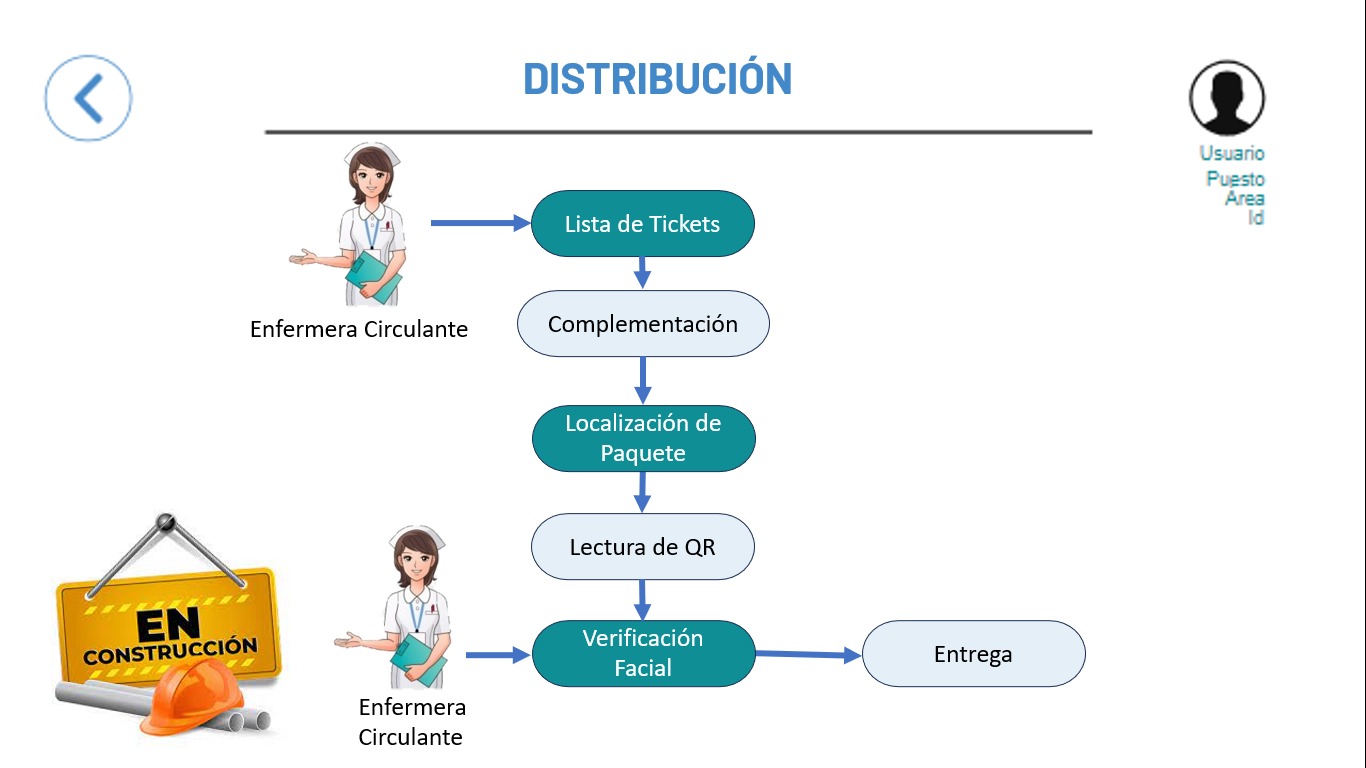 DISTRIBUCIÓN
Usuario
Puesto
Area
Id
Lista de Tickets
Enfermera Circulante
Complementación
Localización de
Paquete
Lectura de QR
EN
CONSTRUCCIÓN
Verificación
Facial
Entrega
Enfermera
Circulante